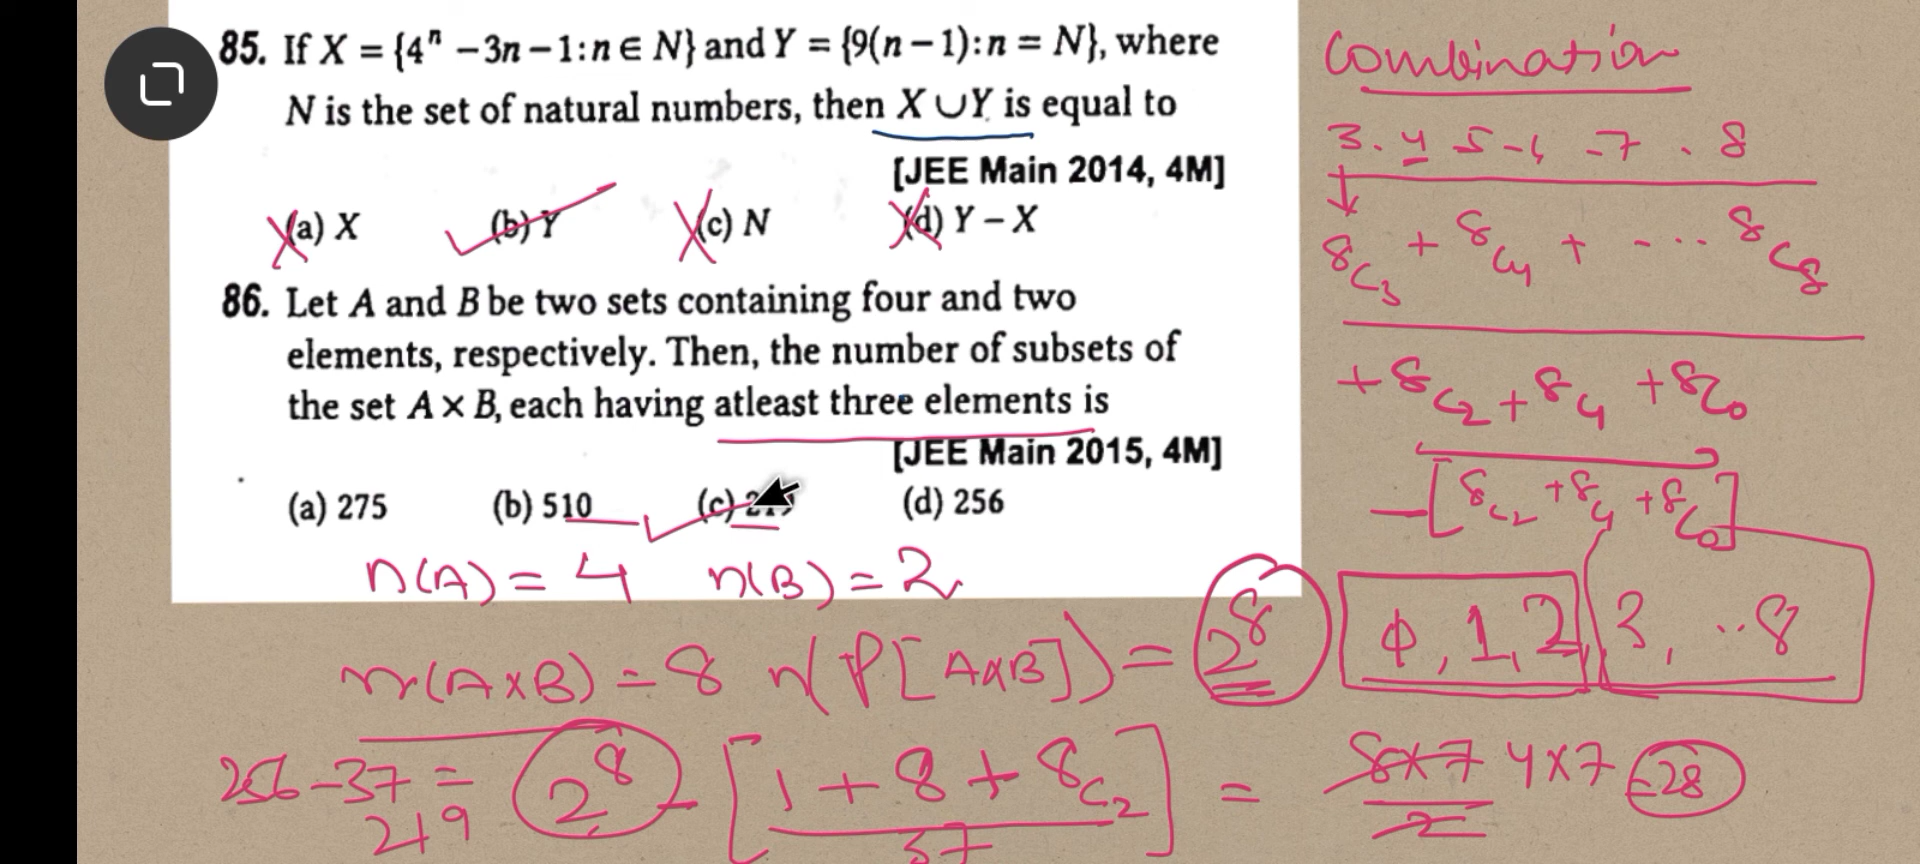 85. If X = {4ⁿ – 3n – 1 : n ∈ N} and Y = {9(n – 1) : n = N}, where
N is the set of natural numbers, then X ∪ Y is equal to
[JEE Main 2014, 4M]
(a) X (b) Y (c) N (d) Y – X
86. Let A and B be two sets containing four and two
elements, respectively. Then, the number of subsets of
the set A × B, each having atleast three elements is
[JEE Main 2015, 4M]
(a) 275 (b) 510 (c) (d) 256
n(A) = 4 n(B) = 2
n(A×B) = 8 n(P[A×B]) = 2⁸
256 – 37 = 2⁸ – [1 + 8 + 8C2] = 8×7 4×7 = 28
219 37 2
Combination
3. 4 5 - 6 - 7 . 8
8C3 + 8C4 + - ... 8C8
+ 8C2 + 8C1 + 8C0
– [8C2 + 8C1 + 8C0]
ϕ, 1, 2, 3, ..8